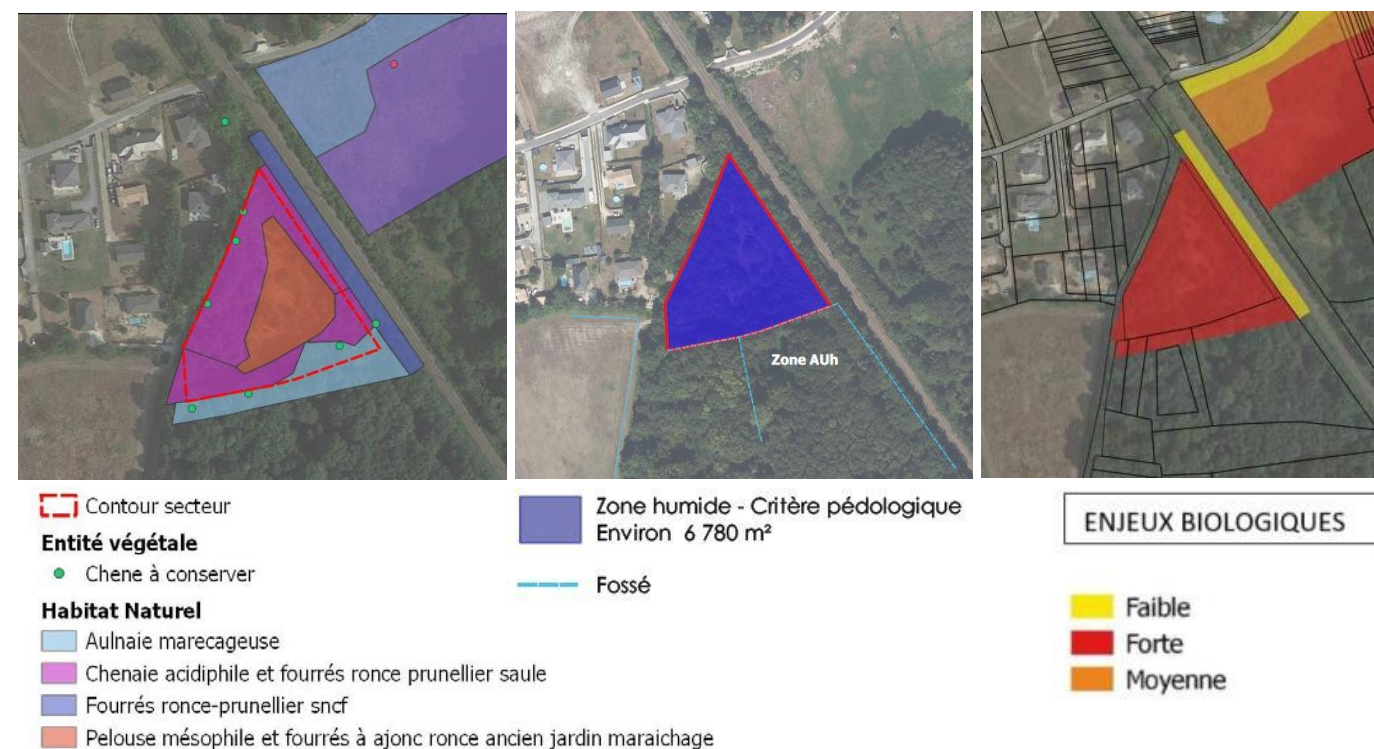 Zone AUh
Contour secteur
Entité végétale
Chene à conserver
Habitat Naturel
Aulnaie marecageuse
Chenaie acidiphile et fourrés ronce prunellier saule
Fourrés ronce-prunellier sncf
Pelouse mésophile et fourrés à ajonc ronce ancien jardin maraichage
Zone humide - Critère pédologique
Environ 6 780 m²
Fossé
ENJEUX BIOLOGIQUES
Faible
Forte
Moyenne